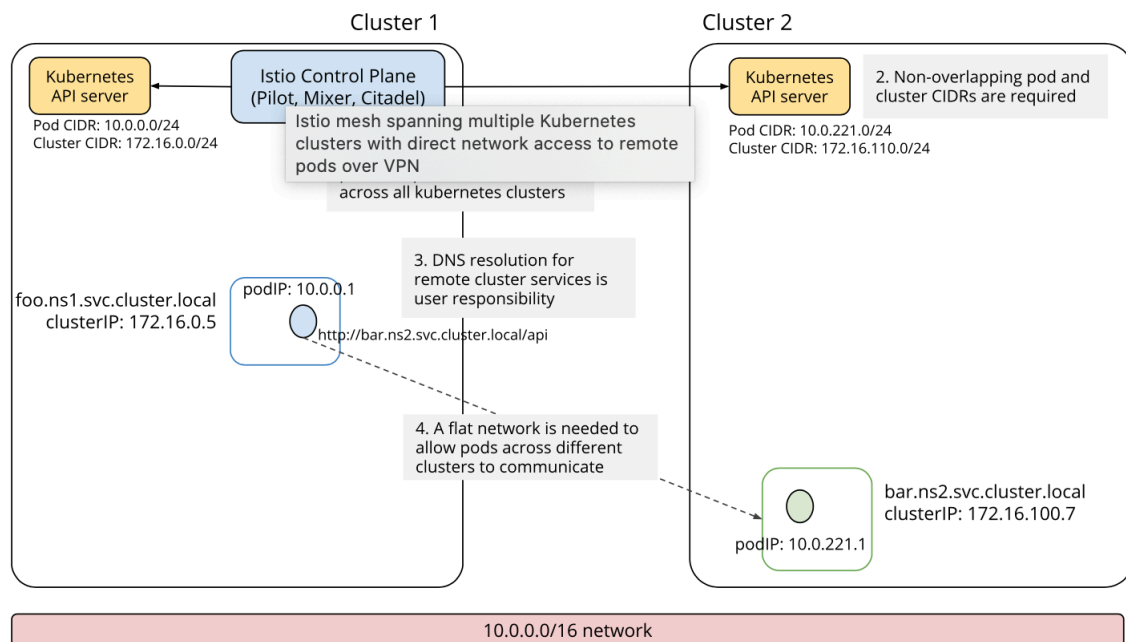 Cluster 1
Cluster 2
Kubernetes
API server
Istio Control Plane
(Pilot, Mixer, Citadel)
Kubernetes
API server
2. Non-overlapping pod and
cluster CIDRs are required
Pod CIDR: 10.0.0.0/24
Cluster CIDR: 172.16.0.0/24
Pod CIDR: 10.0.221.0/24
Cluster CIDR: 172.16.110.0/24
Istio mesh spanning multiple Kubernetes
clusters with direct network access to remote
pods over VPN
across all kubernetes clusters
3. DNS resolution for
remote cluster services is
user responsibility
foo.ns1.svc.cluster.local
clusterIP: 172.16.0.5
podIP: 10.0.0.1
http://bar.ns2.svc.cluster.local/api
4. A flat network is needed to
allow pods across different
clusters to communicate
bar.ns2.svc.cluster.local
clusterIP: 172.16.100.7
podIP: 10.0.221.1
10.0.0.0/16 network